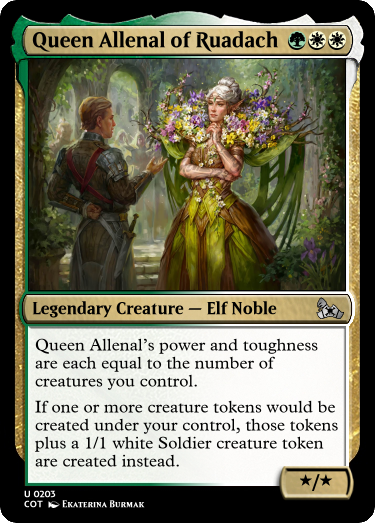 Queen Allenal of Ruadach
Legendary Creature — Elf Noble
Queen Allenal's power and toughness
are each equal to the number of
creatures you control.
If one or more creature tokens would be
created under your control, those tokens
plus a 1/1 white Soldier creature token
are created instead.
★/★
U 0203
COT Ekaterina Burmak